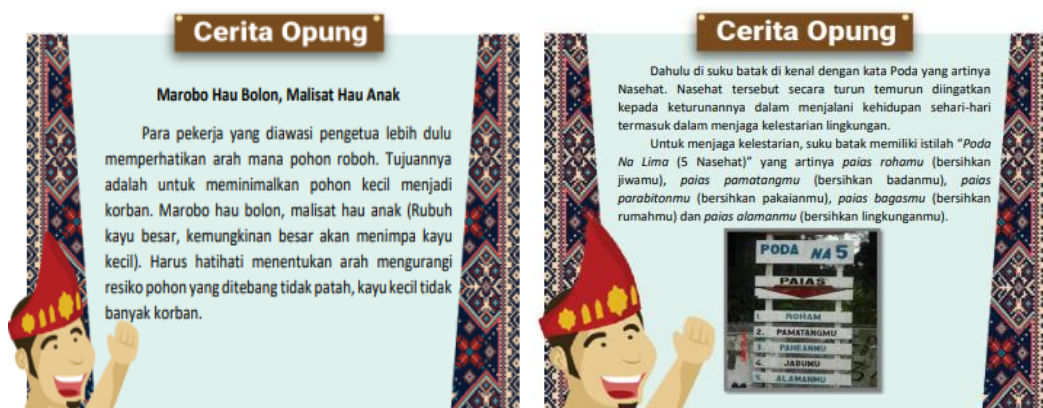 Cerita Opung
Marobo Hau Bolon, Malisat Hau Anak
Para pekerja yang diawasi pengetua lebih dulu
memperhatikan arah mana pohon roboh. Tujuannya
adalah untuk meminimalkan pohon kecil menjadi
korban. Marobo hau bolon, malisat hau anak (Rubuh
kayu besar, kemungkinan besar akan menimpa kayu
kecil). Harus hatihati menentukan arah mengurangi
resiko pohon yang ditebang tidak patah, kayu kecil tidak
banyak korban.
Cerita Opung
Dahulu di suku batak di kenal dengan kata Poda yang artinya
Nasehat. Nasehat tersebut secara turun temurun diingatkan
kepada keturunannya dalam menjalani kehidupan sehari-hari
termasuk dalam menjaga kelestarian lingkungan.
Untuk menjaga kelestarian, suku batak memiliki istilah “Poda
Na Lima (5 Nasehat)” yang artinya paias rohamu (bersihkan
jiwamu), paias pamatangmu (bersihkan badanmu), paias
parabitonmu (bersihkan pakaianmu), paias bagasmu (bersihkan
rumahmu) dan paias alamanmu (bersihkan lingkunganmu).
PODA NA 5
PAIAS
1. ROHAM
2. PAMATANGMU
3. PAHEANMU
4. JABUMU
5. ALAMANMU